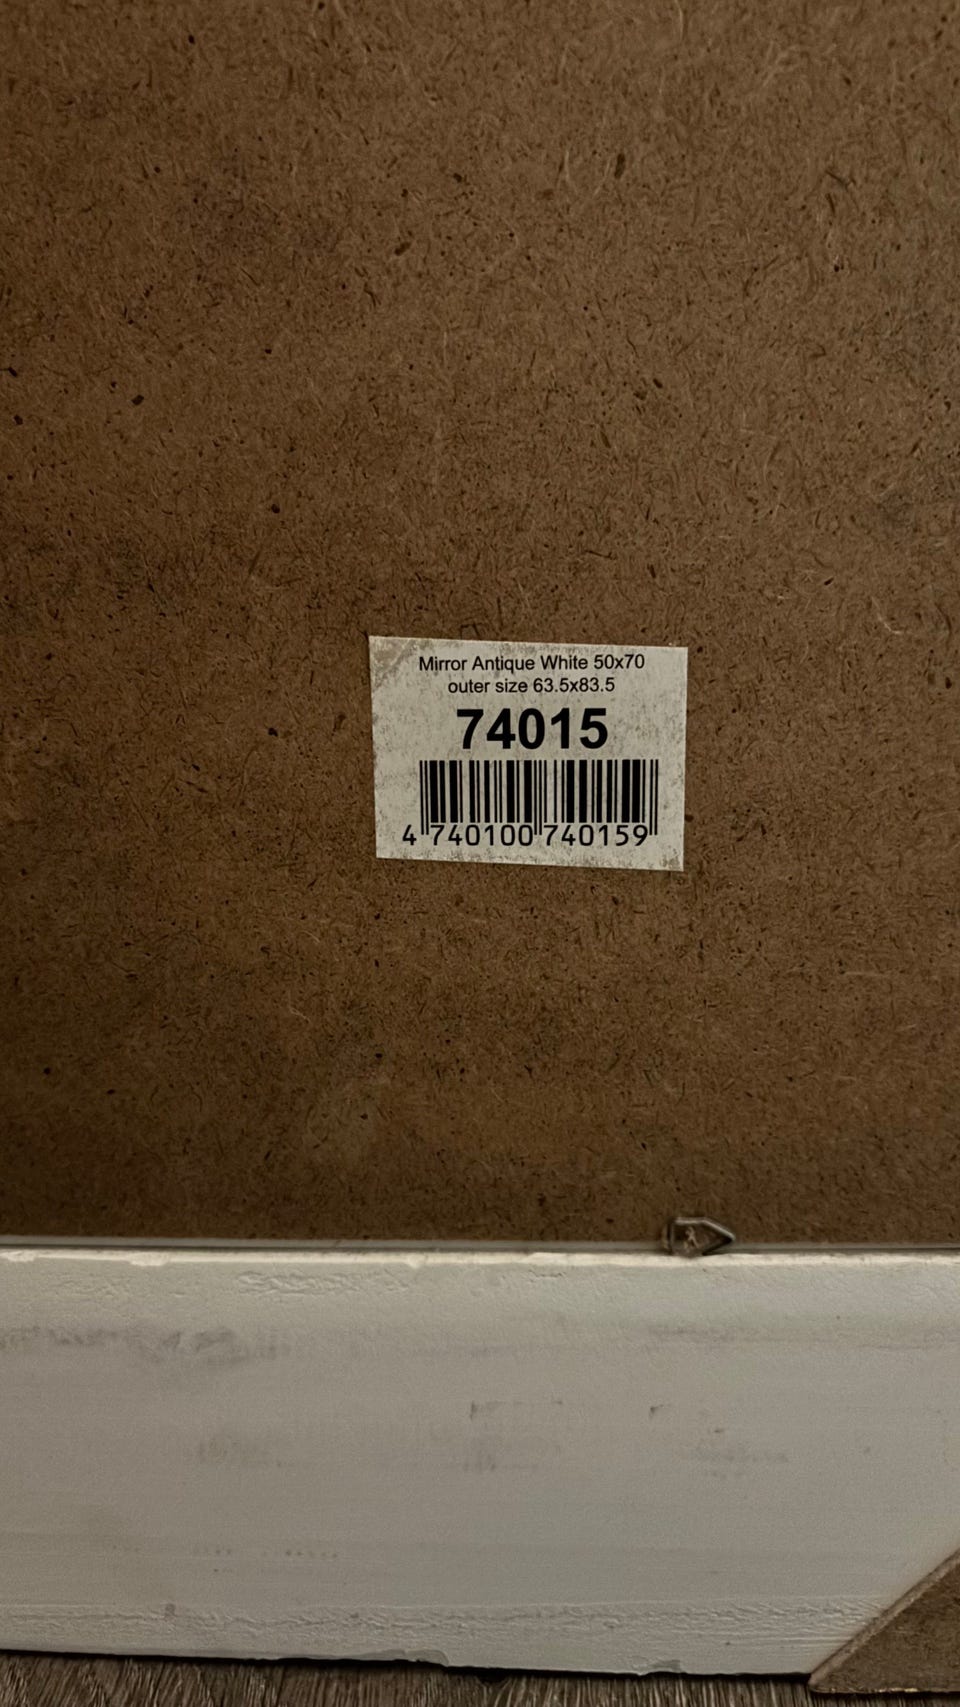 Mirror Antique White 50x70
outer size 63.5x83.5
74015
4 740100 740159